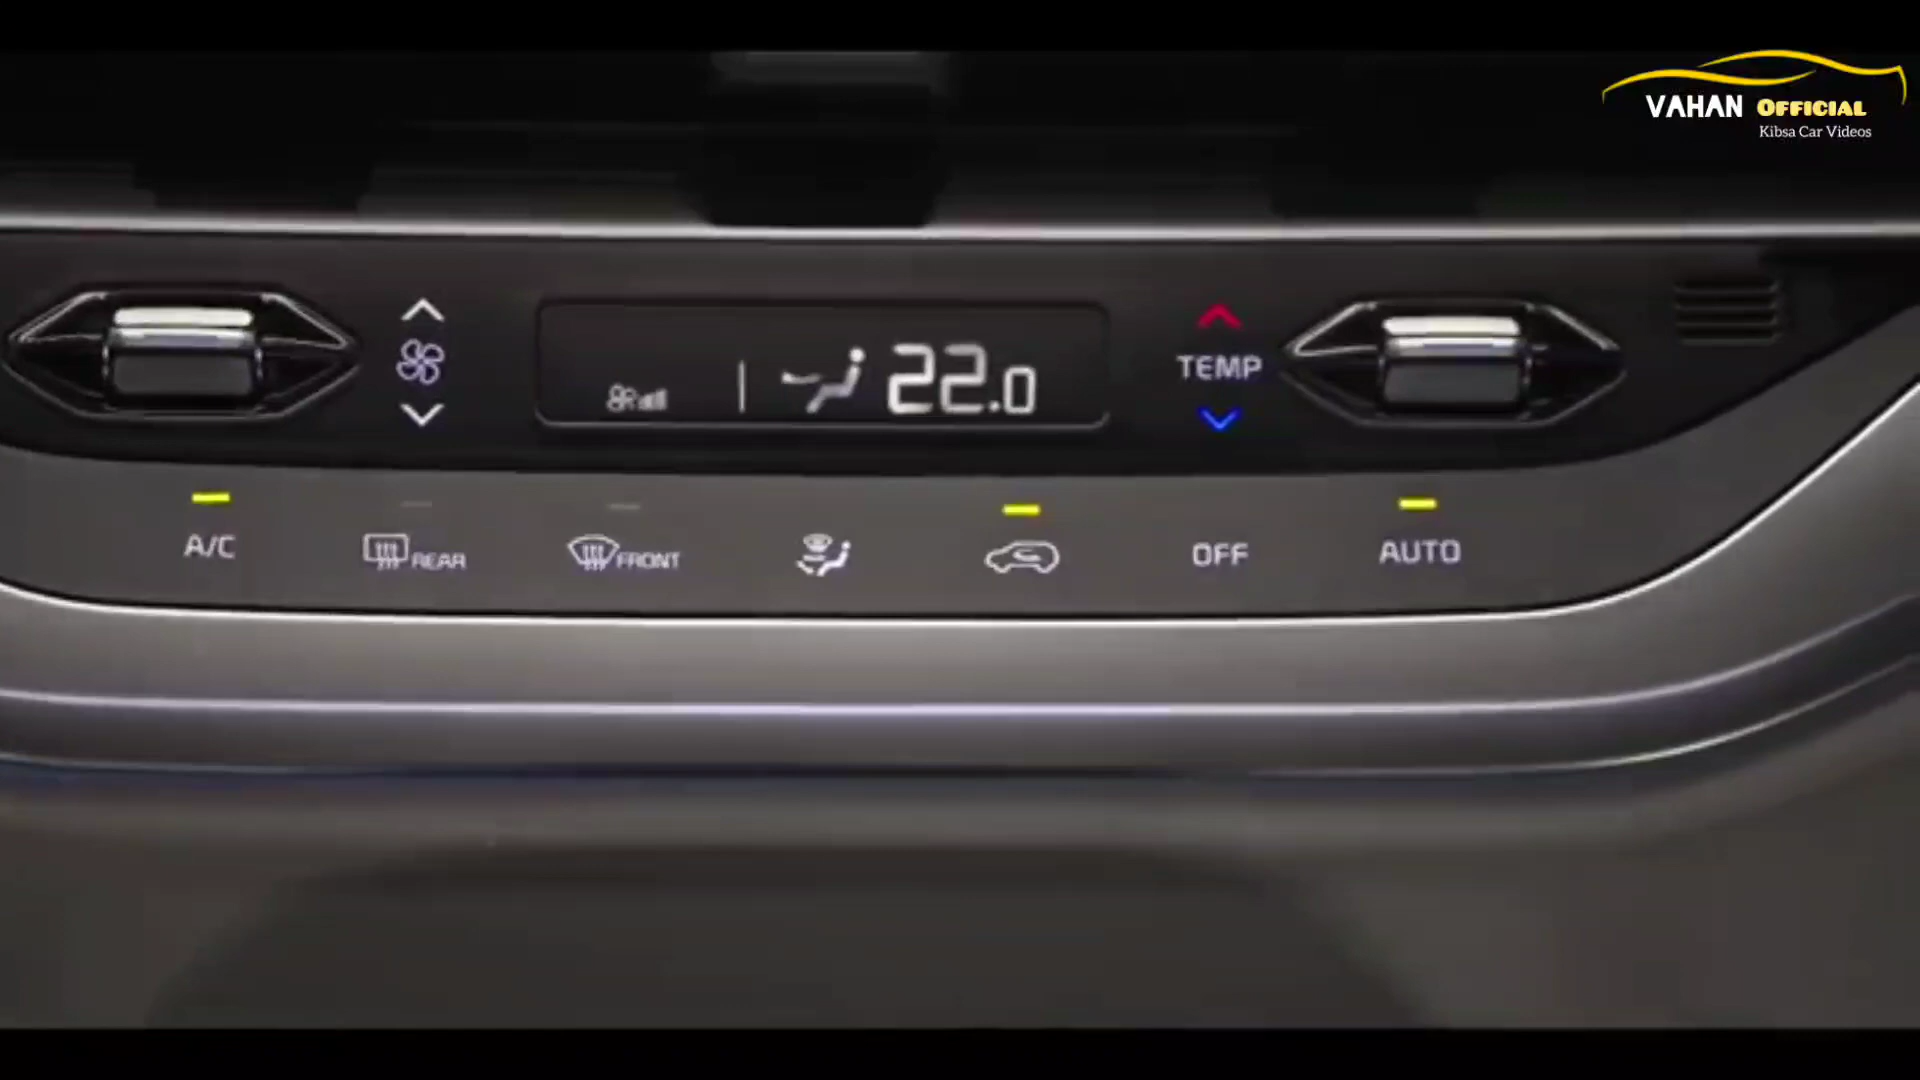 VAHAN OFFICIAL
Kibsa Car Videos
22.0
TEMP
A/C
REAR
FRONT
OFF
AUTO